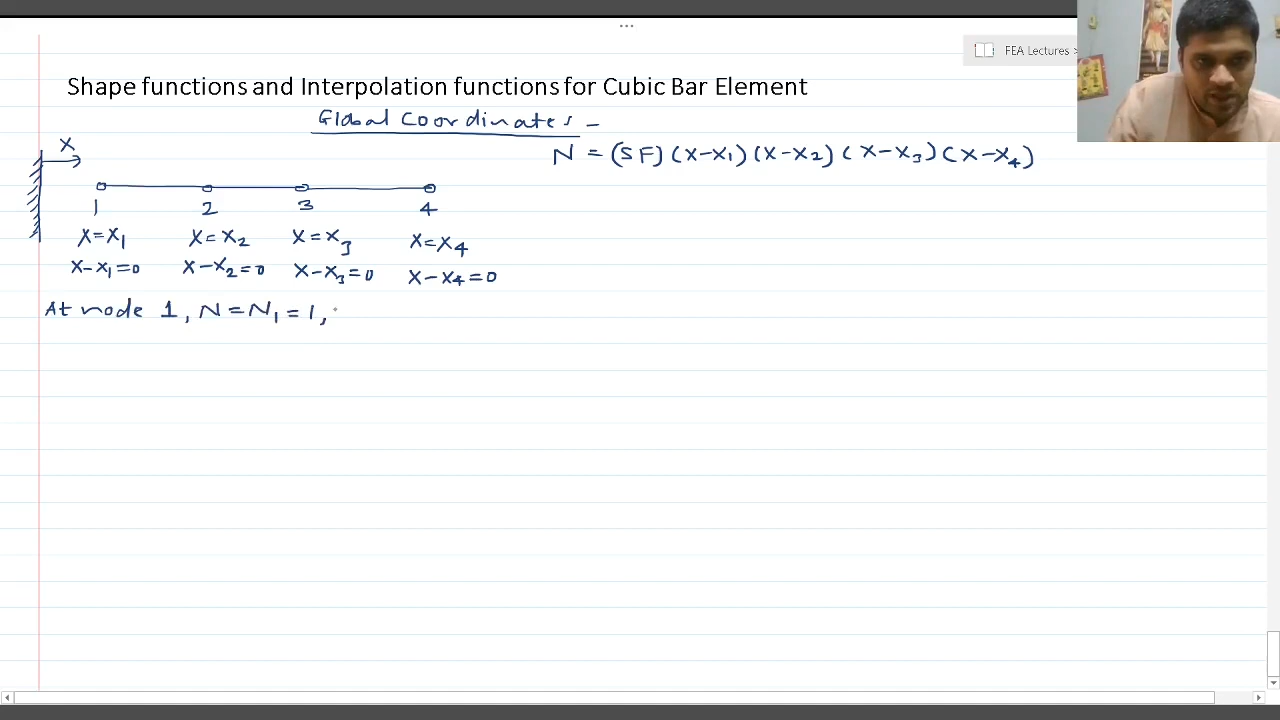 FEA Lectures >
Shape functions and Interpolation functions for Cubic Bar Element
Global Coordinates -
N = (SF) (x-x₁) (x-x₂) (x-x₃) (x-x₄)
x
1 2 3 4
x=x₁ x=x₂ x=x₃ x=x₄
x-x₁=0 x-x₂=0 x-x₃=0 x-x₄=0
At node 1, N=N₁=1,